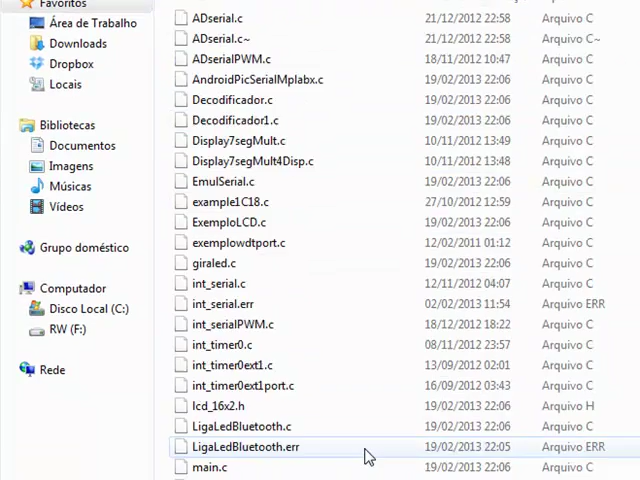 Favoritos
Área de Trabalho
Downloads
Dropbox
Locais
Bibliotecas
Documentos
Imagens
Músicas
Vídeos
Grupo doméstico
Computador
Disco Local (C:)
RW (F:)
Rede
ADserial.c 21/12/2012 22:58 Arquivo C
ADserial.c~ 21/12/2012 22:58 Arquivo C~
ADserialPWM.c 18/11/2012 10:47 Arquivo C
AndroidPicSerialMplabx.c 19/02/2013 22:06 Arquivo C
Decodificador.c 19/02/2013 22:06 Arquivo C
Decodificador1.c 19/02/2013 22:06 Arquivo C
Display7segMult.c 10/11/2012 13:49 Arquivo C
Display7segMult4Disp.c 10/11/2012 13:48 Arquivo C
EmulSerial.c 19/02/2013 22:06 Arquivo C
example1C18.c 27/10/2012 12:59 Arquivo C
ExemploLCD.c 19/02/2013 22:06 Arquivo C
exemplowdtport.c 12/02/2011 01:12 Arquivo C
giraled.c 19/02/2013 22:06 Arquivo C
int_serial.c 12/11/2012 04:07 Arquivo C
int_serial.err 02/02/2013 11:54 Arquivo ERR
int_serialPWM.c 18/12/2012 18:22 Arquivo C
int_timer0.c 08/11/2012 23:57 Arquivo C
int_timer0ext1.c 13/09/2012 02:01 Arquivo C
int_timer0ext1port.c 16/09/2012 03:43 Arquivo C
lcd_16x2.h 19/02/2013 22:06 Arquivo H
LigaLedBluetooth.c 19/02/2013 22:06 Arquivo C
LigaLedBluetooth.err 19/02/2013 22:05 Arquivo ERR
main.c 19/02/2013 22:06 Arquivo C